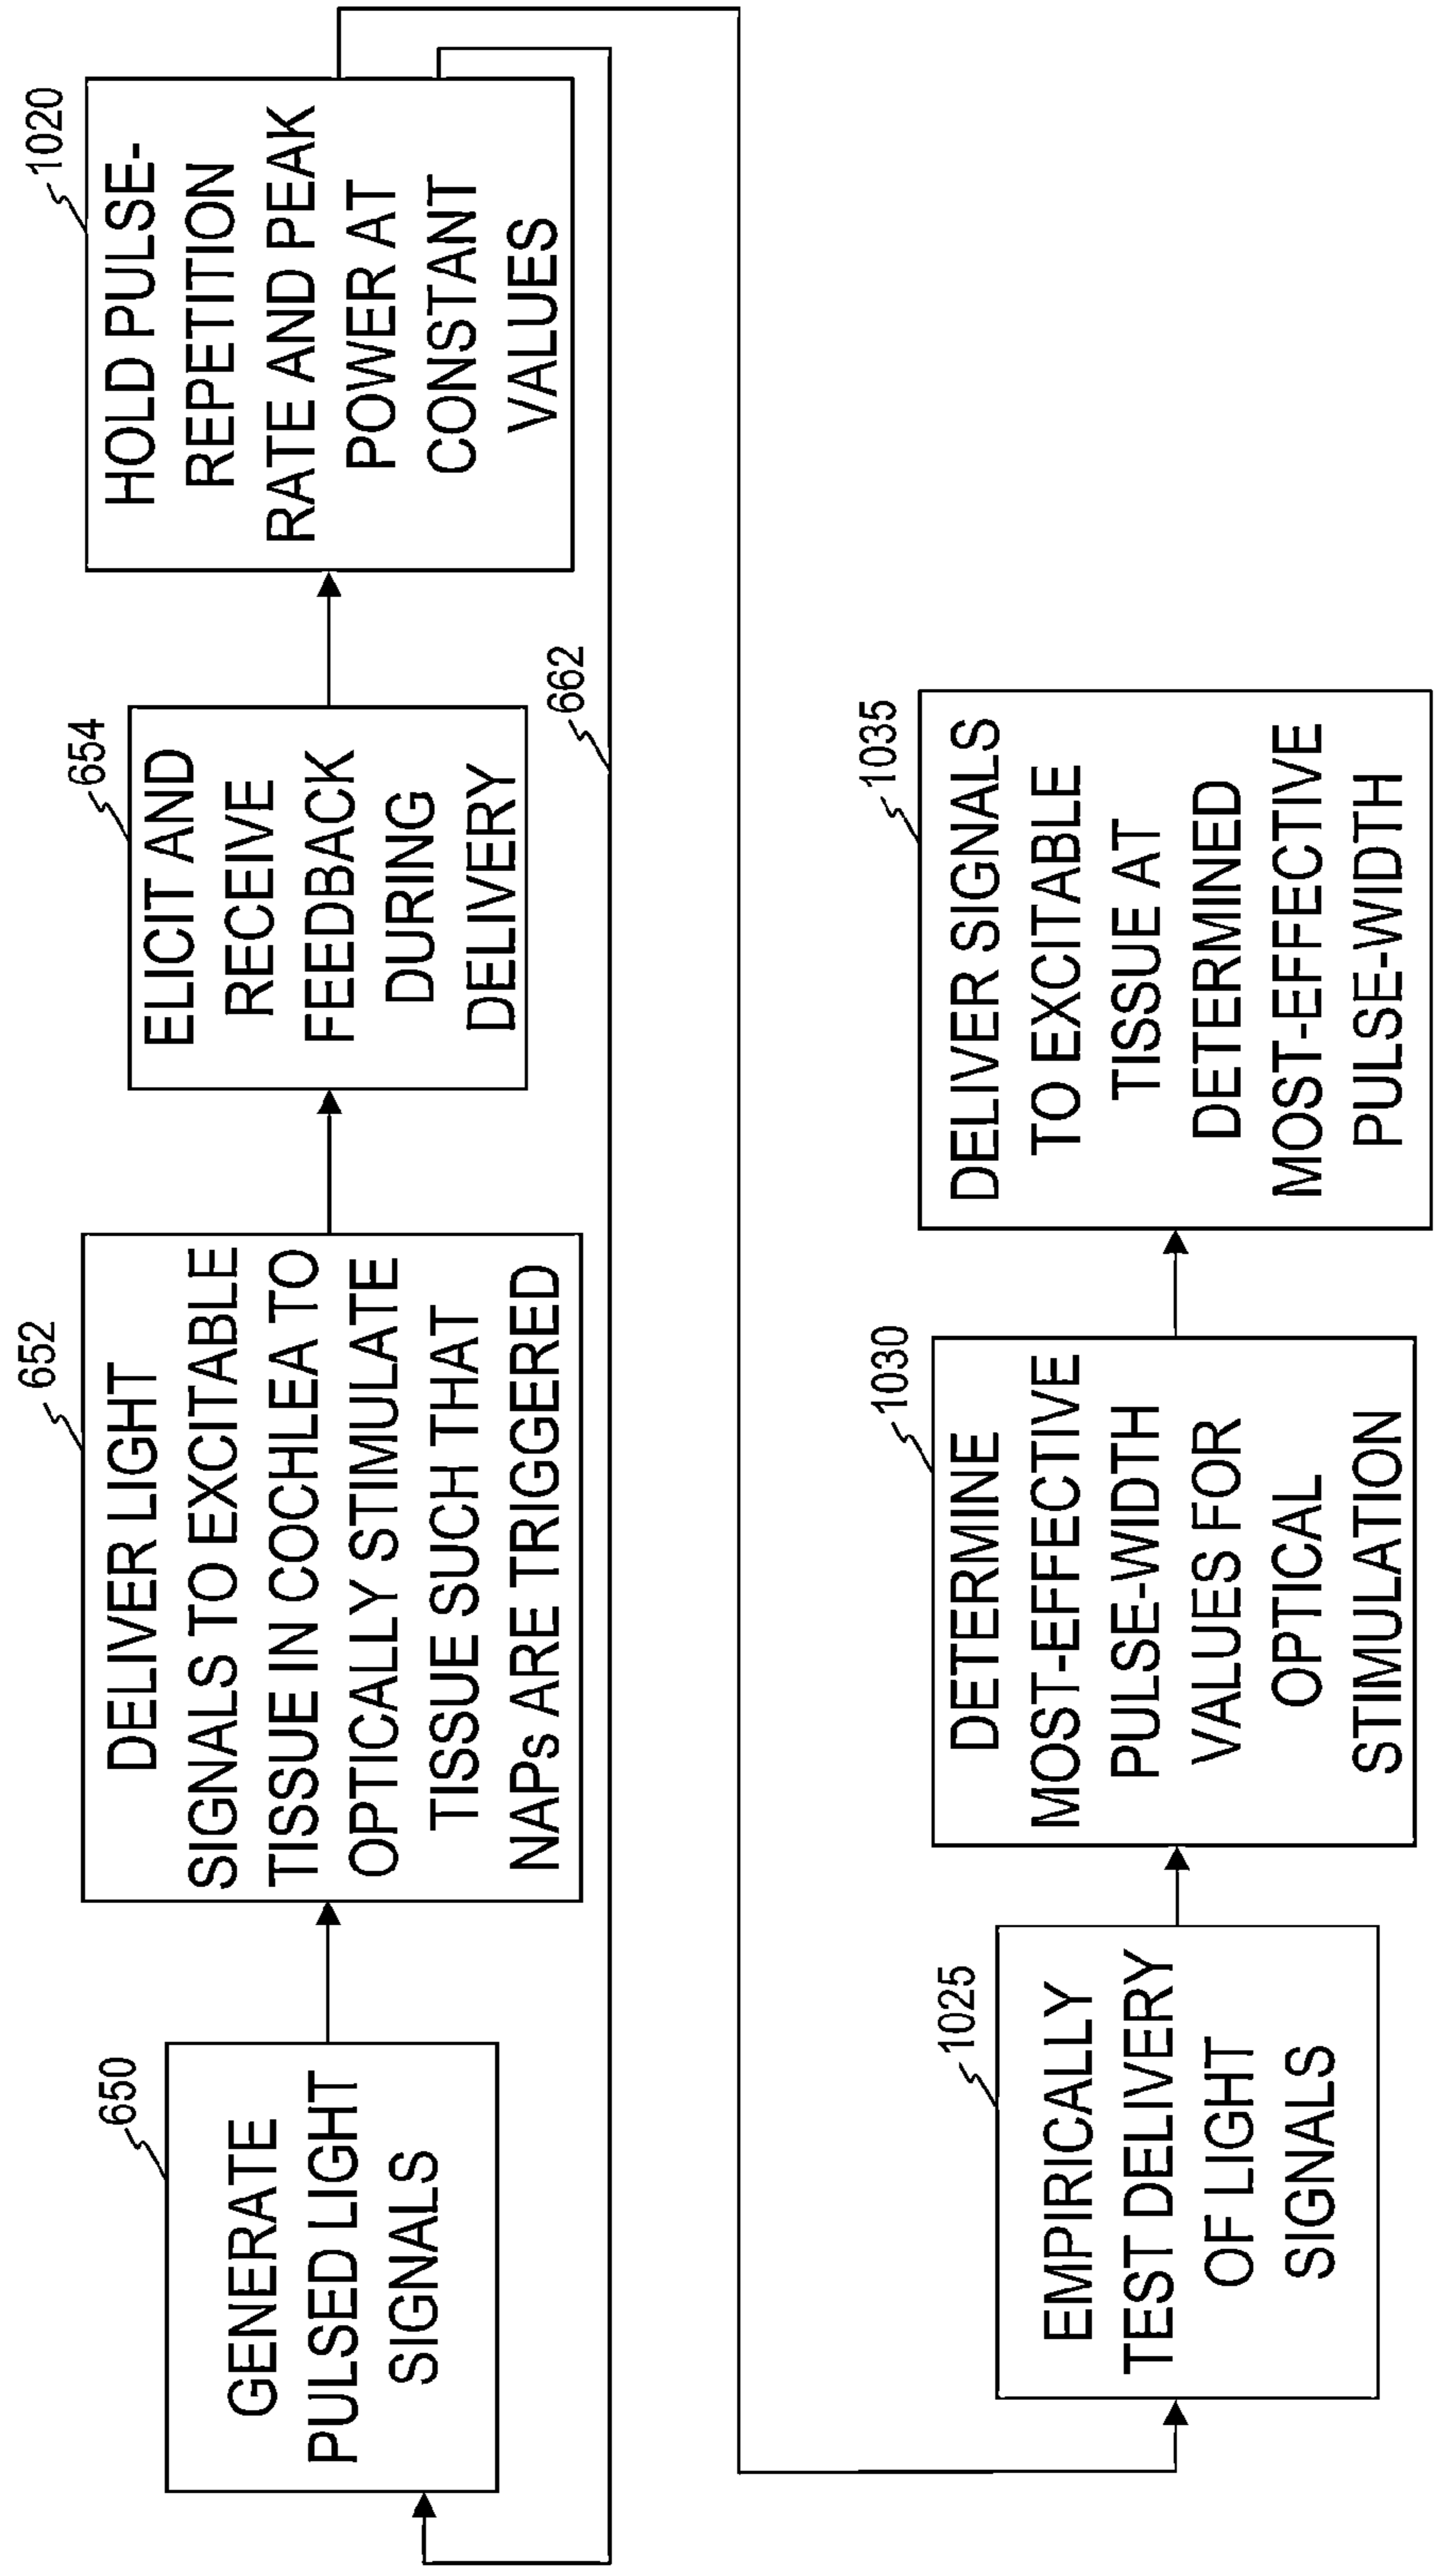 650
GENERATE
PULSED LIGHT
SIGNALS
652
DELIVER LIGHT
SIGNALS TO EXCITABLE
TISSUE IN COCHLEA TO
OPTICALLY STIMULATE
TISSUE SUCH THAT
NAPs ARE TRIGGERED
654
ELICIT AND
RECEIVE
FEEDBACK
DURING
DELIVERY
1020
HOLD PULSE-
REPETITION
RATE AND PEAK
POWER AT
CONSTANT
VALUES
662
1025
EMPIRICALLY
TEST DELIVERY
OF LIGHT
SIGNALS
1030
DETERMINE
MOST-EFFECTIVE
PULSE-WIDTH
VALUES FOR
OPTICAL
STIMULATION
1035
DELIVER SIGNALS
TO EXCITABLE
TISSUE AT
DETERMINED
MOST-EFFECTIVE
PULSE-WIDTH